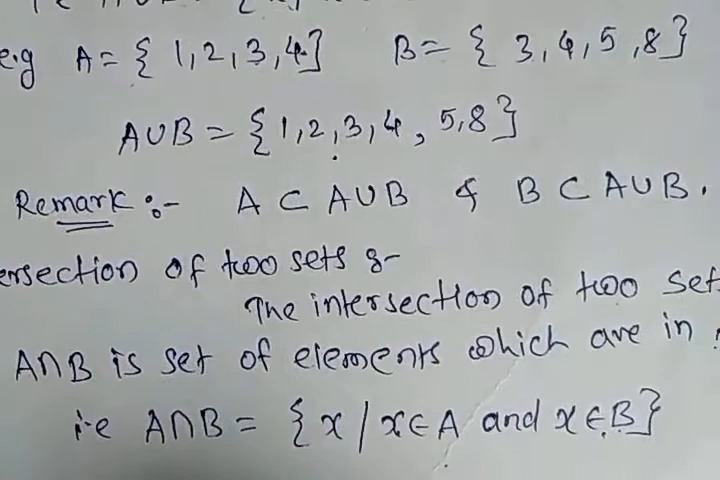 e.g A = { 1, 2, 3, 4 } B = { 3, 4, 5, 8 }
A∪B = { 1, 2, 3, 4, 5, 8 }
Remark :- A ⊂ A∪B & B ⊂ A∪B.
ersection of two sets :-
The intersection of two set
A∩B is set of elements which are in
i.e A∩B = { x / x∈A and x∈B }